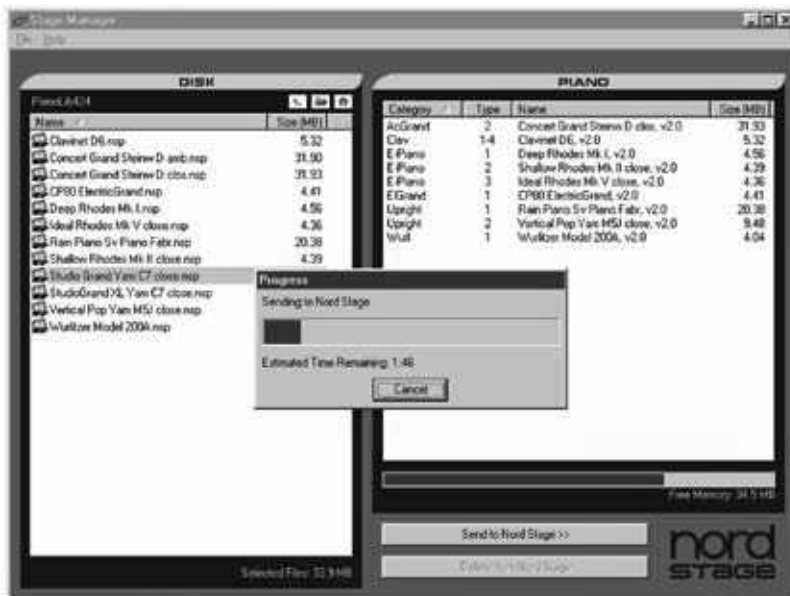 Stage Manager
Help
DISK
Name
Size (MB)
Clavinet D6.nsp 5.32
Concert Grand Steinw D amb.nsp 31.90
Concert Grand Steinw D clos.nsp 31.93
CP80 ElectricGrand.nsp 4.41
Deep Rhodes Mk I.nsp 4.56
Ideal Rhodes Mk V close.nsp 4.36
Rain Piano Sv Piano Fabr.nsp 20.38
Shallow Rhodes Mk II close.nsp 4.39
Studio Grand Yam C7 close.nsp
StudioGrand XL Yam C7 close.nsp
Vertical Pop Yam M5J close.nsp
Wurlitzer Model 200A.nsp
Selected Files: 33.9 MB
PIANO
Category Type Name Size (MB)
AcGrand 2 Concert Grand Steinw D clos, v2.0 31.93
Clav 1-4 Clavinet D6, v2.0 5.32
E-Piano 1 Deep Rhodes Mk I, v2.0 4.56
E-Piano 2 Shallow Rhodes Mk II close, v2.0 4.39
E-Piano 3 Ideal Rhodes Mk V close, v2.0 4.36
ElGrand 1 CP80 ElectricGrand, v2.0 4.41
Upright 1 Rain Piano Sv Piano Fabr, v2.0 20.38
Upright 2 Vertical Pop Yam M5J close, v2.0 9.48
Wurl 1 Wurlitzer Model 200A, v2.0 4.04
Progress
Sending to Nord Stage
Estimated Time Remaining: 1:46
Cancel
Free Memory: 34.5 MB
Send to Nord Stage >>
nord
STAGE